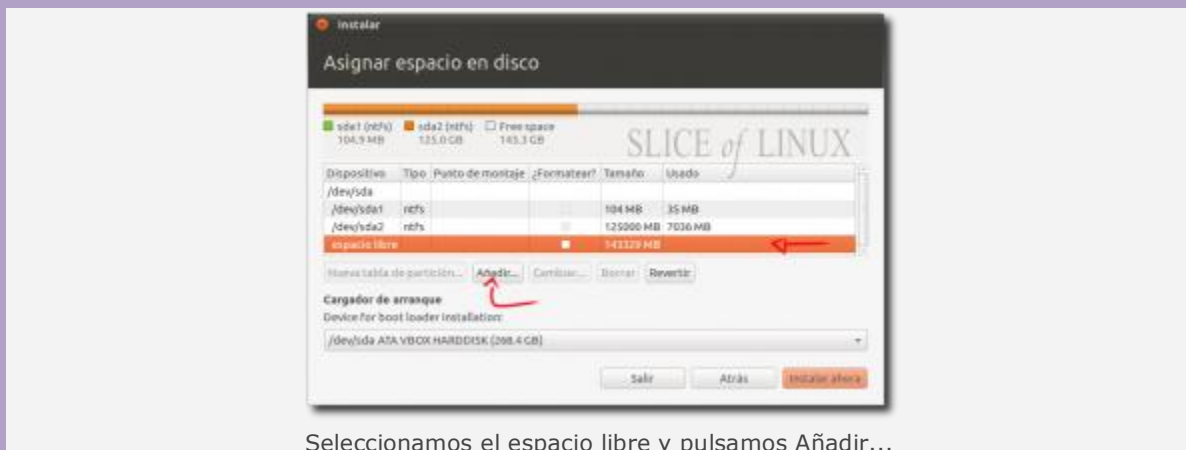 Instalar
Asignar espacio en disco
sda1 (ntfs) sda2 (ntfs) Free space
104.9 MB 125.0 GB 143.3 GB
SLICE of LINUX
Dispositivo Tipo Punto de montaje ¿Formatear? Tamaño Usado
/dev/sda
/dev/sda1 ntfs 104 MB 35 MB
/dev/sda2 ntfs 125000 MB 7036 MB
espacio libre 143329 MB
Nueva tabla de partición... Añadir... Cambiar... Borrar Revertir
Cargador de arranque
Device for boot loader installation:
/dev/sda ATA VBOX HARDDISK (268.4 GB)
Salir Atrás Instalar ahora
Seleccionamos el espacio libre y pulsamos Añadir...